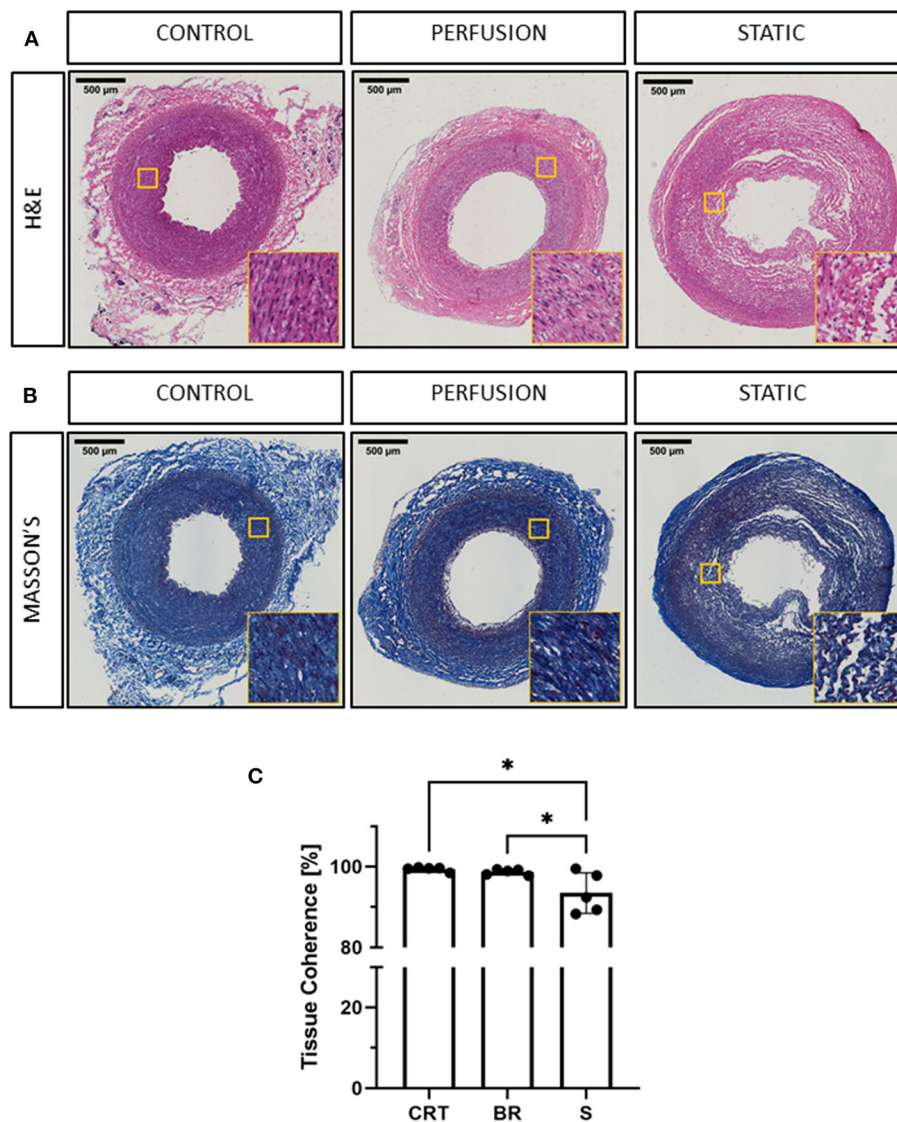 A
CONTROL
PERFUSION
STATIC
H&E
500 µm
500 µm
500 µm
B
CONTROL
PERFUSION
STATIC
MASSON'S
500 µm
500 µm
500 µm
C
*
*
Tissue Coherence [%]
100
80
20
0
CRT
BR
S